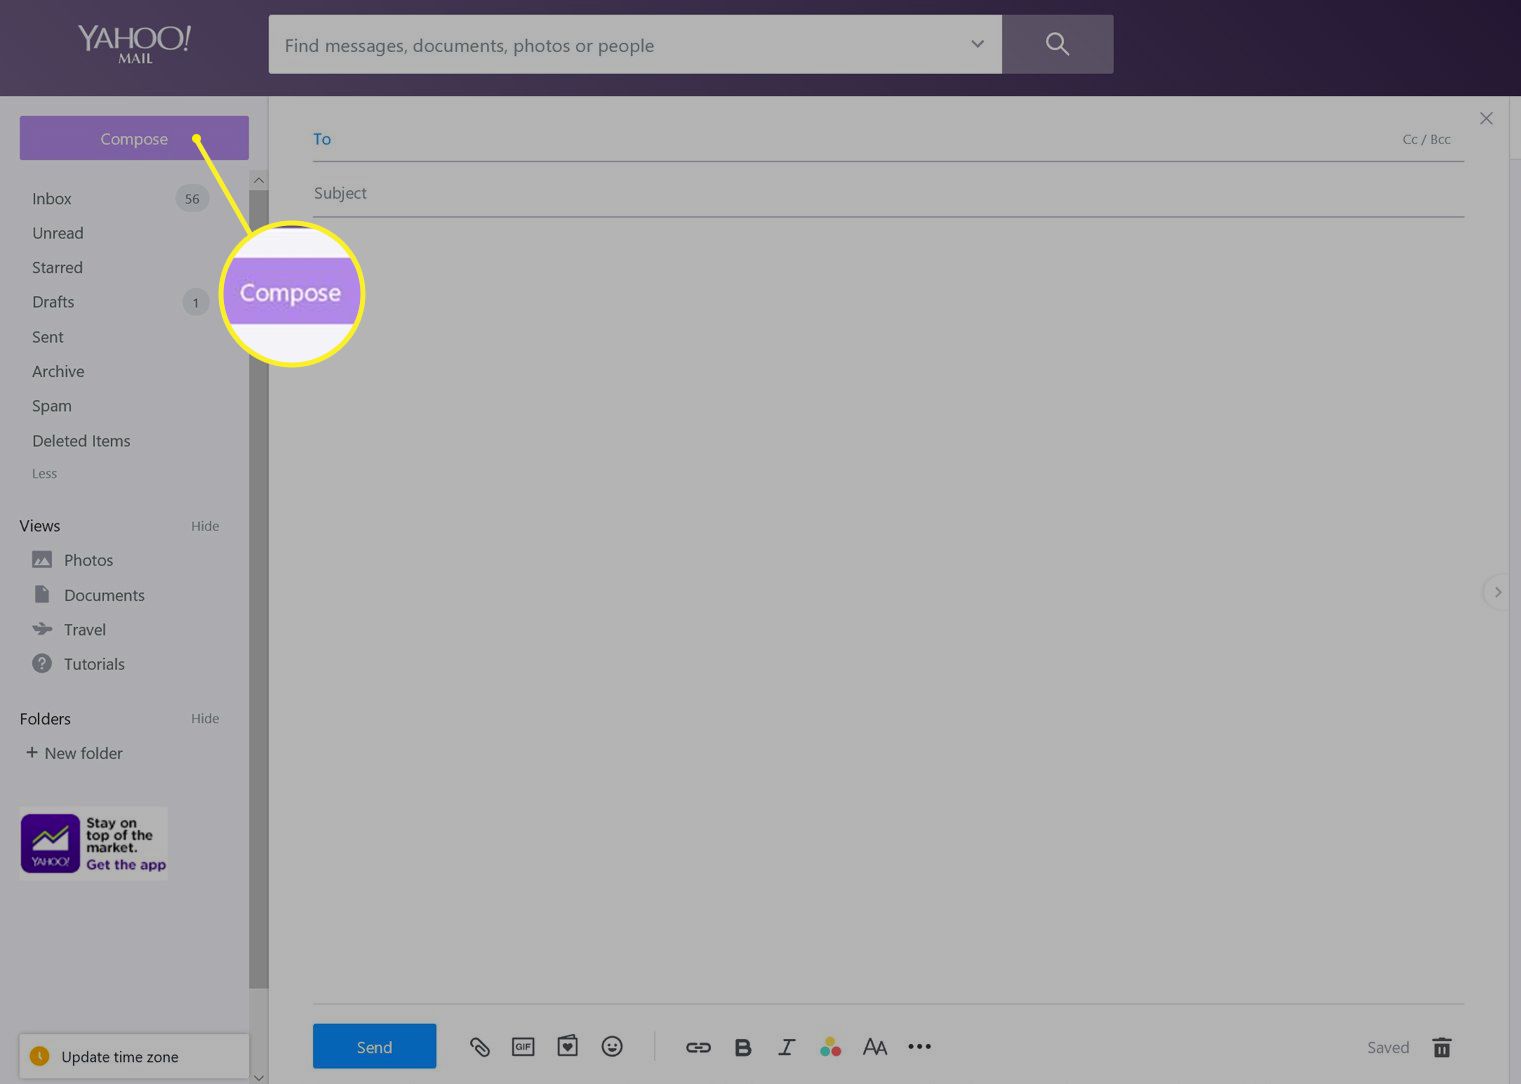 YAHOO!
MAIL
Find messages, documents, photos or people
Compose
To
Cc / Bcc
Subject
Inbox 56
Unread
Starred
Compose
Drafts 1
Sent
Archive
Spam
Deleted Items
Less
Views Hide
Photos
Documents
Travel
Tutorials
Folders Hide
+ New folder
Stay on
top of the
market.
Get the app
YAHOO!
Update time zone
Send
GIF
B
I
AA
Saved